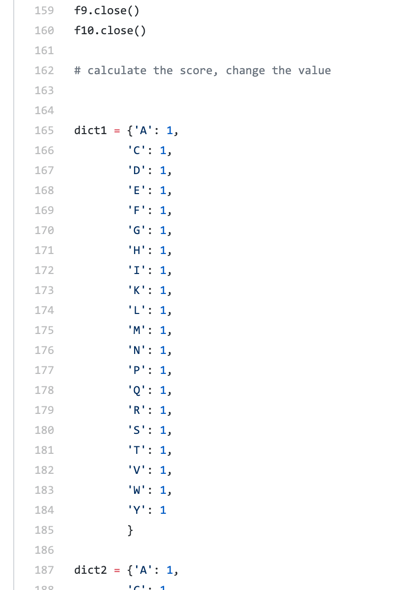 159 f9.close()
160 f10.close()
161
162 # calculate the score, change the value
163
164
165 dict1 = {'A': 1,
166 'C': 1,
167 'D': 1,
168 'E': 1,
169 'F': 1,
170 'G': 1,
171 'H': 1,
172 'I': 1,
173 'K': 1,
174 'L': 1,
175 'M': 1,
176 'N': 1,
177 'P': 1,
178 'Q': 1,
179 'R': 1,
180 'S': 1,
181 'T': 1,
182 'V': 1,
183 'W': 1,
184 'Y': 1
185 }
186
187 dict2 = {'A': 1,
188 'C': 1,